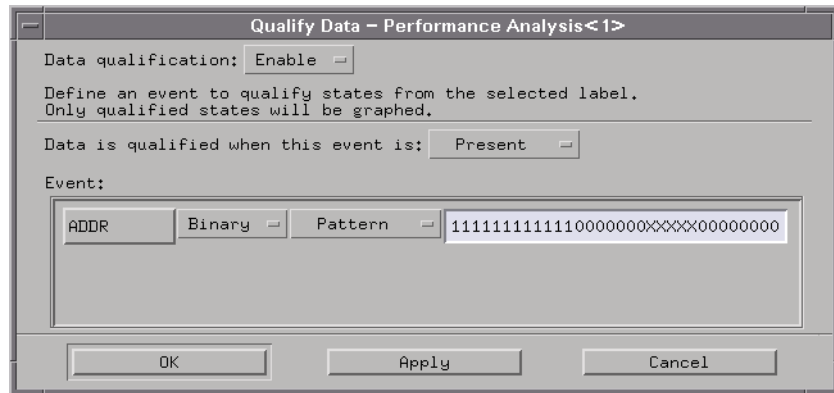 Qualify Data – Performance Analysis<1>
Data qualification: Enable
Define an event to qualify states from the selected label.
Only qualified states will be graphed.
Data is qualified when this event is: Present
Event:
ADDR Binary Pattern 1111111111110000000XXXXX00000000
OK Apply Cancel